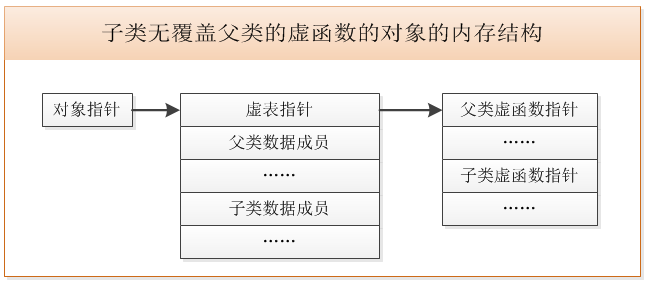 子类无覆盖父类的虚函数的对象的内存结构
对象指针
虚表指针
父类数据成员
……
子类数据成员
……
父类虚函数指针
……
子类虚函数指针
……